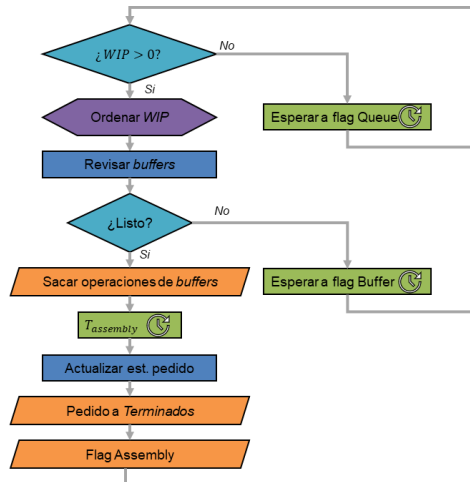 ¿WIP > 0?
No
Si
Ordenar WIP
Esperar a flag Queue
Revisar buffers
¿Listo?
No
Si
Sacar operaciones de buffers
Esperar a flag Buffer
T_assembly
Actualizar est. pedido
Pedido a Terminados
Flag Assembly